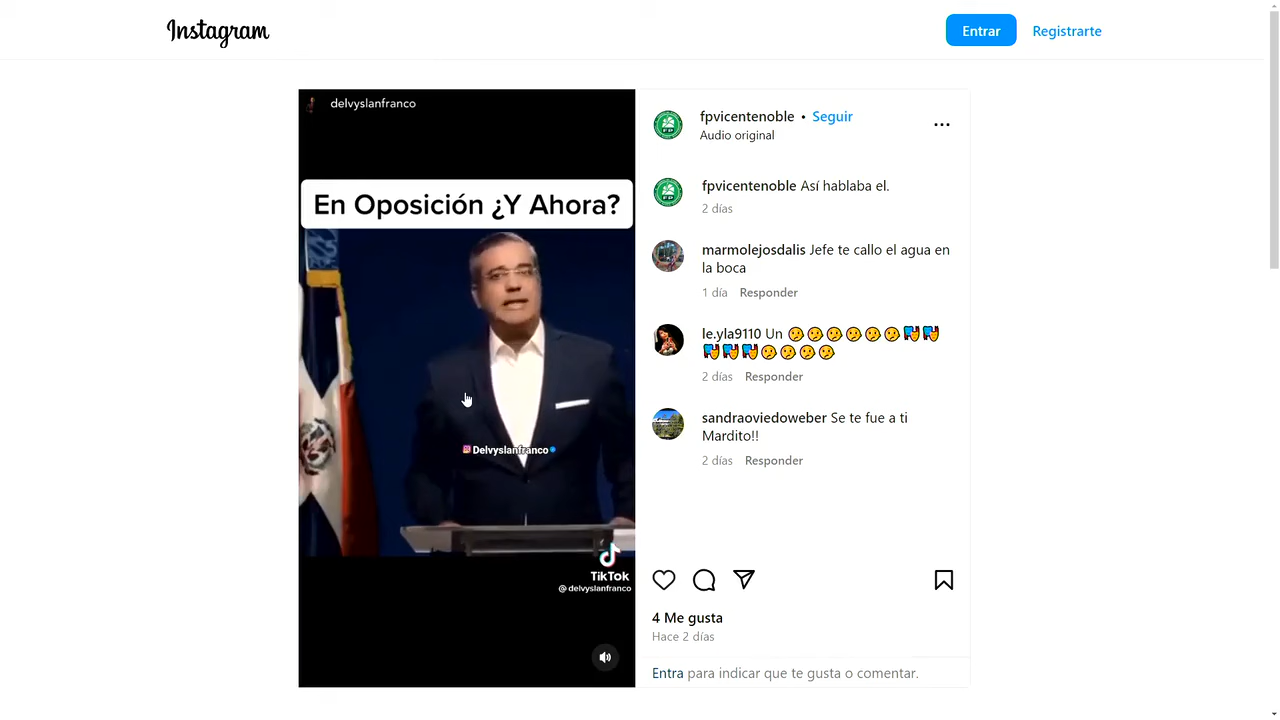 Instagram
Entrar
Registrarte
delvyslanfranco
En Oposición ¿Y Ahora?
Delvyslanfranco
TikTok
@ delvyslanfranco
fpvicentenoble • Seguir
Audio original
fpvicentenoble Así hablaba el.
2 días
marmolejosdalis Jefe te callo el agua en
la boca
1 día Responder
le.yla9110 Un 🫤🫤🫤🫤🫤🫤🎭🎭
🎭🎭🎭🫤🫤🫤🫤
2 días Responder
sandraoviedoweber Se te fue a ti
Mardito!!
2 días Responder
4 Me gusta
Hace 2 días
Entra para indicar que te gusta o comentar.